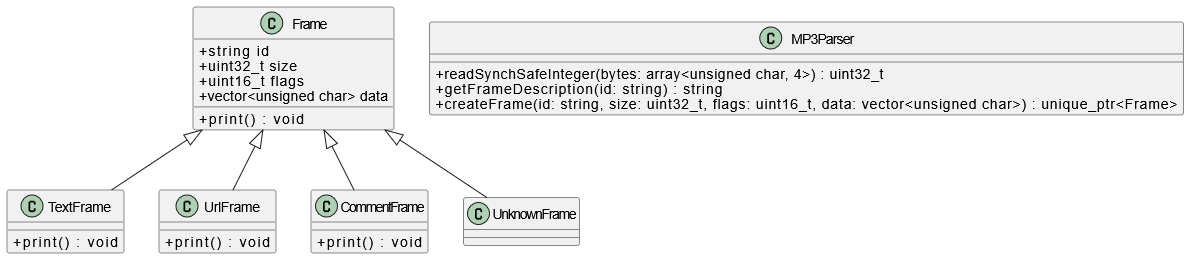 C Frame
+string id
+uint32_t size
+uint16_t flags
+vector<unsigned char> data
+print() : void
C MP3Parser
+readSynchSafeInteger(bytes: array<unsigned char, 4>) : uint32_t
+getFrameDescription(id: string) : string
+createFrame(id: string, size: uint32_t, flags: uint16_t, data: vector<unsigned char>) : unique_ptr<Frame>
C TextFrame
+print() : void
C UrlFrame
+print() : void
C CommentFrame
+print() : void
C UnknownFrame